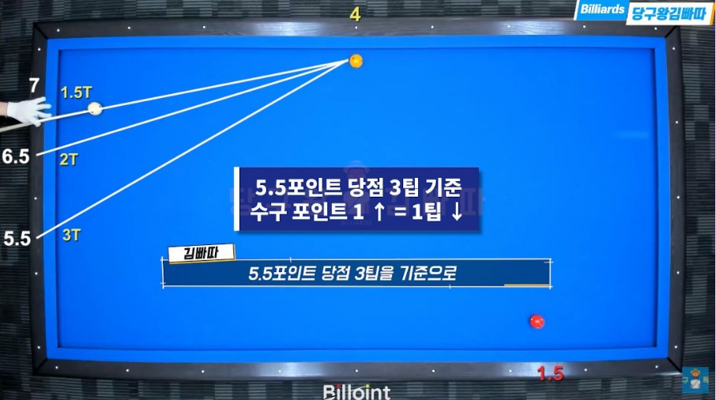 4
Billiards 당구왕김빠따
7
1.5T
6.5
2T
5.5포인트 당점 3팁 기준
수구 포인트 1 ↑ = 1팁 ↓
5.5
3T
김빠따
5.5포인트 당점 3팁을 기준으로
1.5
Billoint